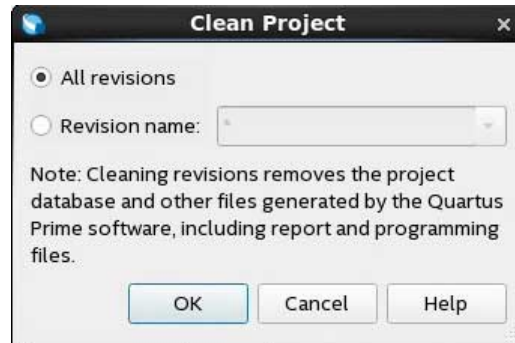 Clean Project
All revisions
Revision name:
*
Note: Cleaning revisions removes the project
database and other files generated by the Quartus
Prime software, including report and programming
files.
OK Cancel Help